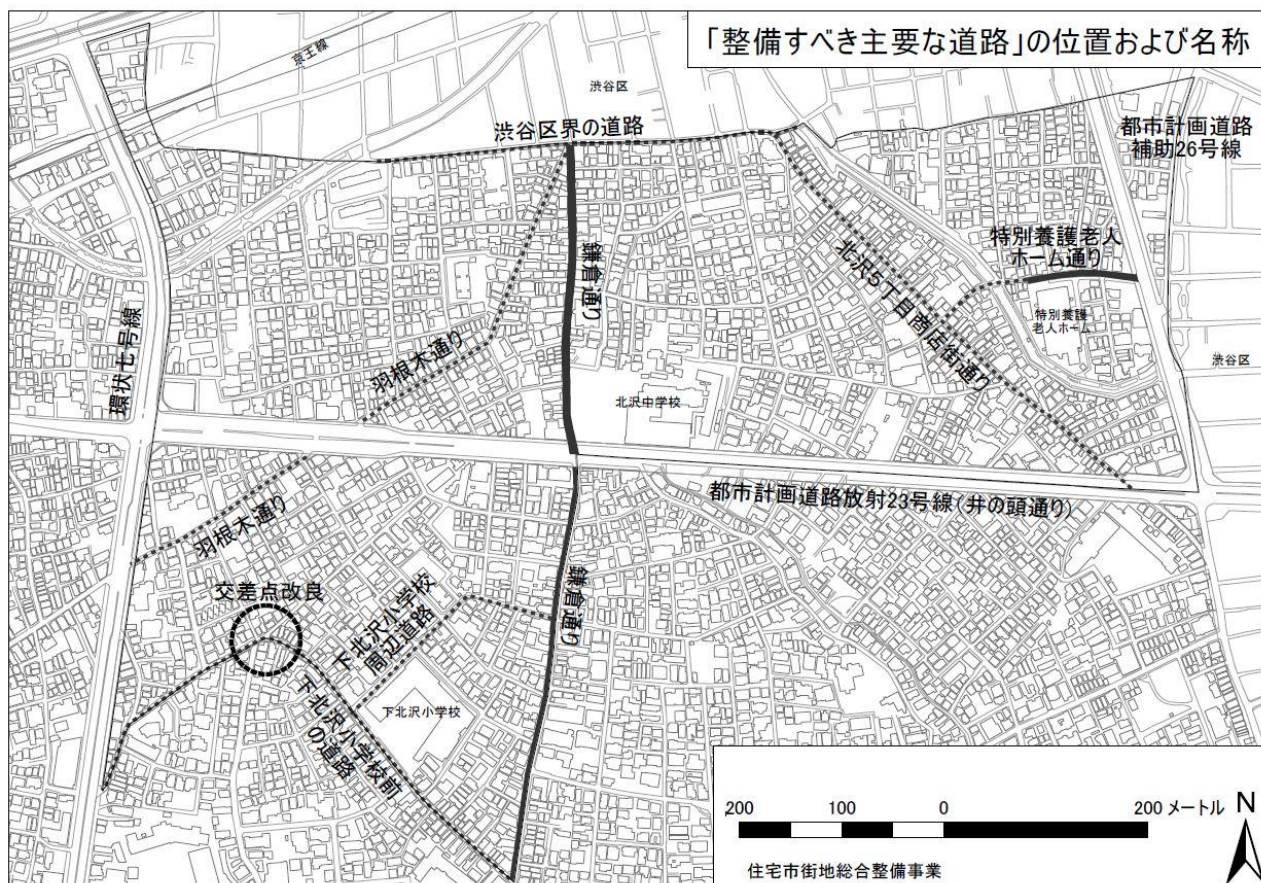 「整備すべき主要な道路」の位置および名称
京王線
渋谷区
渋谷区界の道路
都市計画道路
補助26号線
鎌倉通り
北沢5丁目商店街通り
特別養護老人
ホーム通り
特別養護
老人ホーム
環状七号線
羽根木通り
北沢中学校
渋谷区
都市計画道路放射23号線(井の頭通り)
羽根木通り
交差点改良
下北沢小学校
周辺道路
鎌倉通り
下北沢小学校
下北沢小学校前
の道路
200 100 0 200 メートル
N
住宅市街地総合整備事業